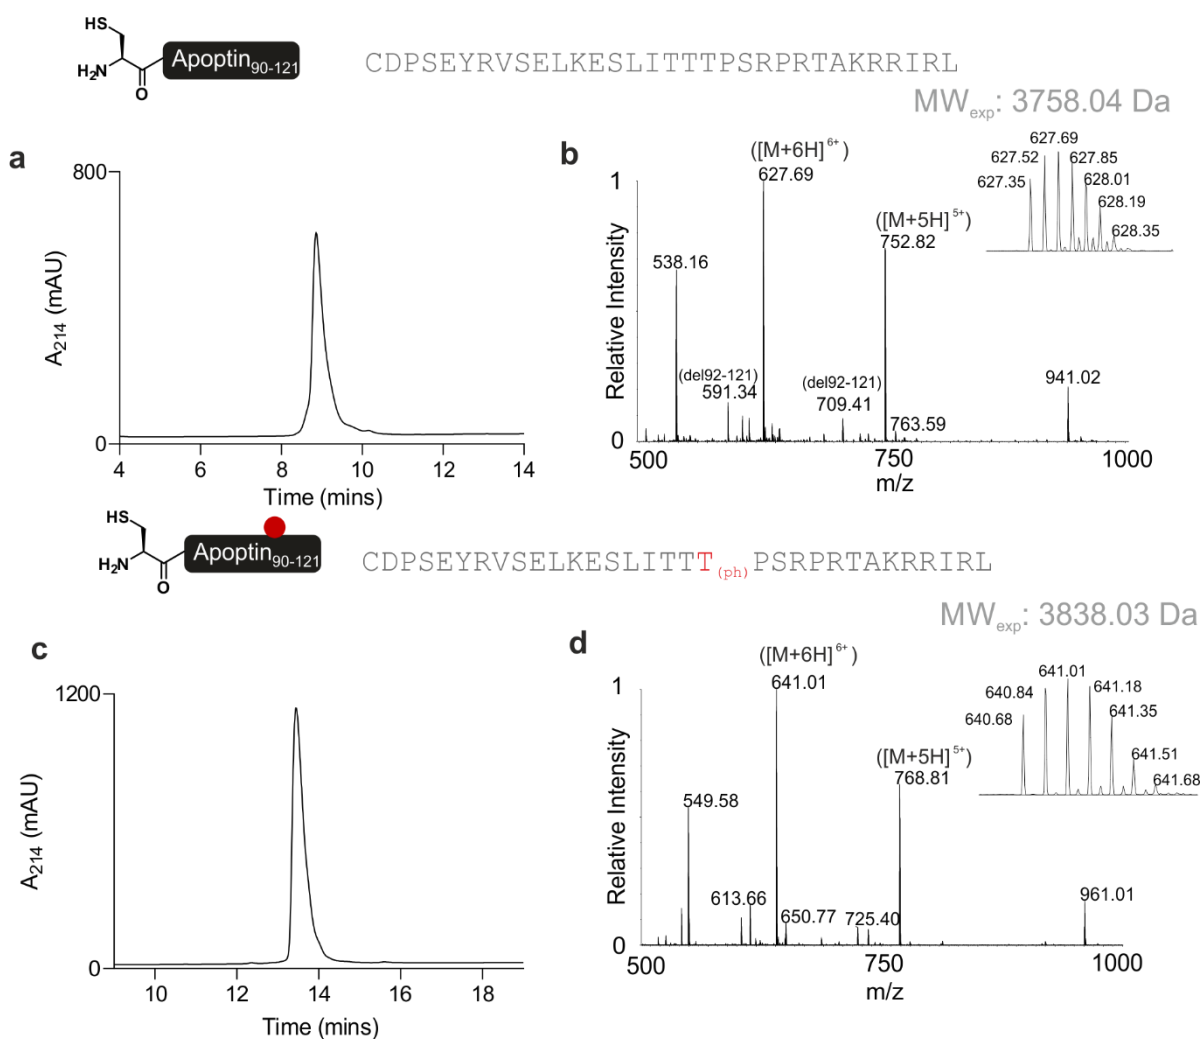 HS
H₂N
O
Apoptin₉₀₋₁₂₁
CDPSEYRVSELKESLITTTPSRPRTAKRRIRL
MWexp: 3758.04 Da
a
800
0
A₂₁₄ (mAU)
4 6 8 10 12 14
Time (mins)
b
([M+6H]⁶⁺)
627.69
([M+5H]⁵⁺)
752.82
538.16
(del92-121)
591.34
(del92-121)
709.41
763.59
941.02
1
0
Relative Intensity
500 750 1000
m/z
627.69
627.52
627.85
627.35
628.01
628.19
628.35
HS
H₂N
O
Apoptin₉₀₋₁₂₁
CDPSEYRVSELKESLITTT(ph)PSRPRTAKRRIRL
MWexp: 3838.03 Da
c
1200
0
A₂₁₄ (mAU)
10 12 14 16 18
Time (mins)
d
([M+6H]⁶⁺)
641.01
([M+5H]⁵⁺)
768.81
549.58
613.66
650.77
725.40
961.01
1
0
Relative Intensity
500 750 1000
m/z
641.01
640.84
641.18
640.68
641.35
641.51
641.68